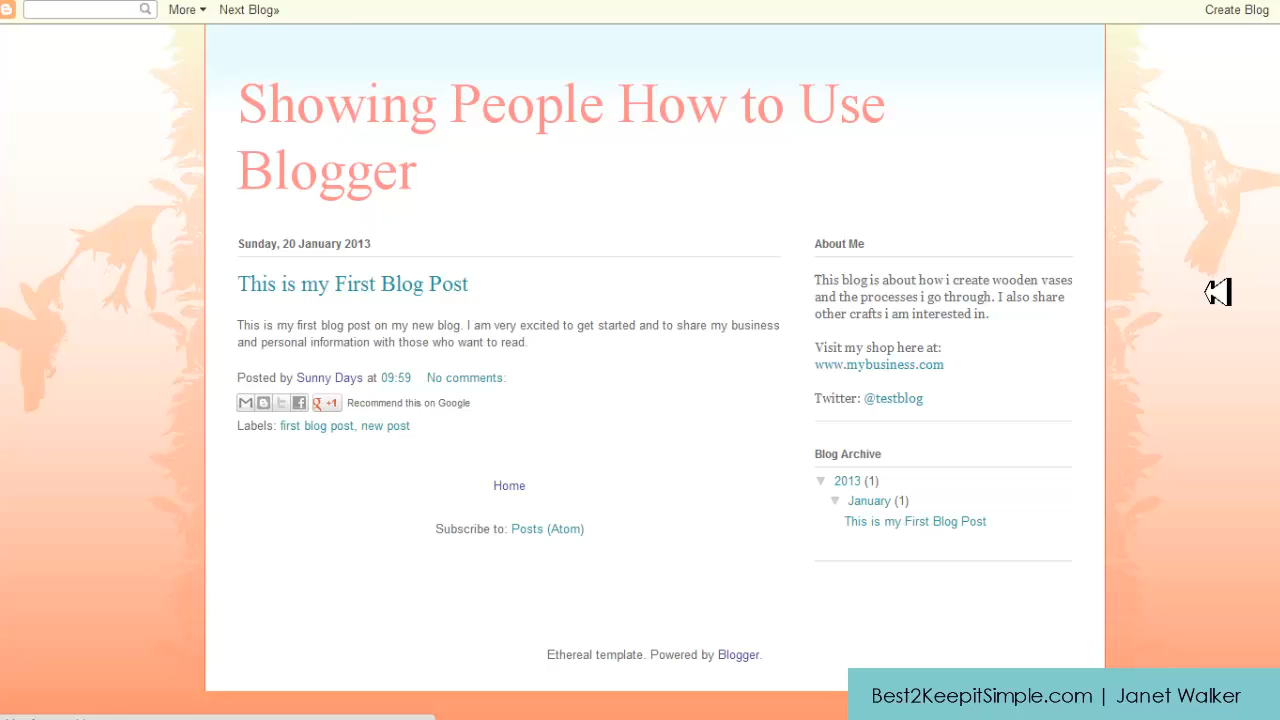 More ▾ Next Blog» Create Blog
Showing People How to Use
Blogger
Sunday, 20 January 2013
This is my First Blog Post
This is my first blog post on my new blog. I am very excited to get started and to share my business
and personal information with those who want to read.
Posted by Sunny Days at 09:59 No comments:
g +1 Recommend this on Google
Labels: first blog post, new post
Home
Subscribe to: Posts (Atom)
About Me
This blog is about how i create wooden vases
and the processes i go through. I also share
other crafts i am interested in.
Visit my shop here at:
www.mybusiness.com
Twitter: @testblog
Blog Archive
▼ 2013 (1)
▼ January (1)
This is my First Blog Post
Ethereal template. Powered by Blogger.
Best2KeepitSimple.com | Janet Walker